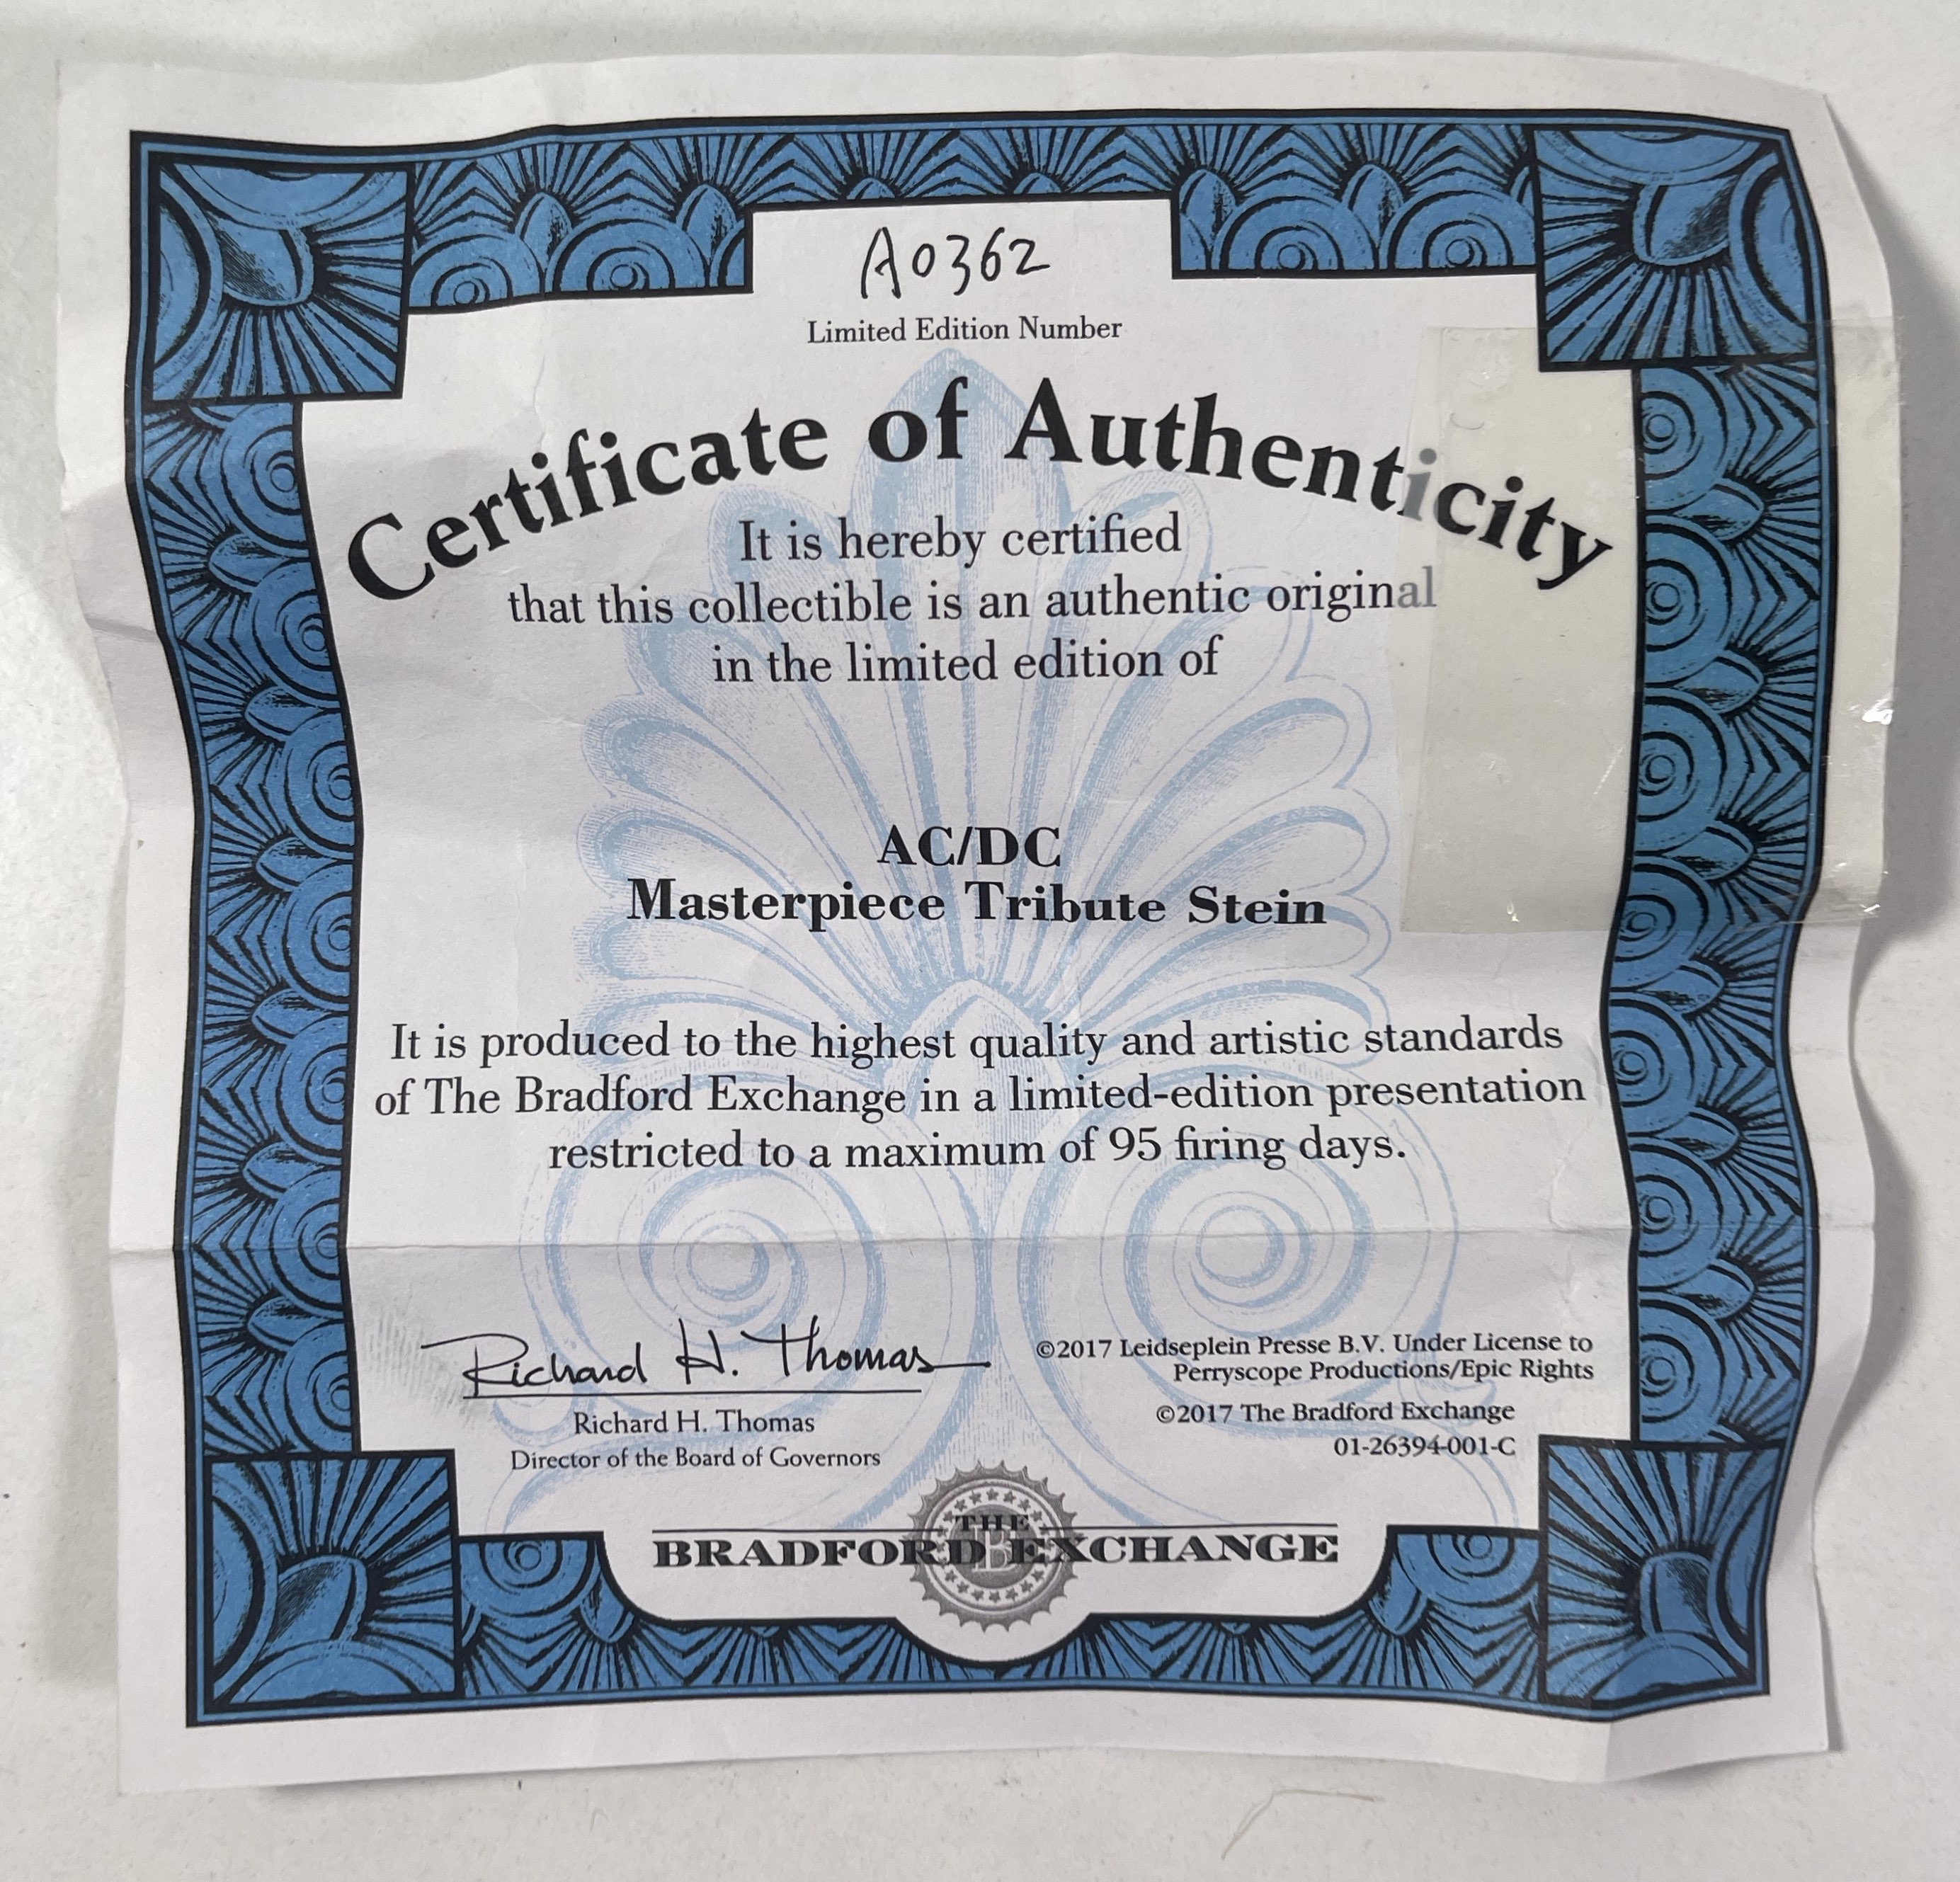 A0362
Limited Edition Number
Certificate of Authenticity
It is hereby certified
that this collectible is an authentic original
in the limited edition of
AC/DC
Masterpiece Tribute Stein
It is produced to the highest quality and artistic standards
of The Bradford Exchange in a limited-edition presentation
restricted to a maximum of 95 firing days.
Richard H. Thomas
Richard H. Thomas
Director of the Board of Governors
©2017 Leidseplein Presse B.V. Under License to
Perryscope Productions/Epic Rights
©2017 The Bradford Exchange
01-26394-001-C
THE
BRADFORD EXCHANGE
B